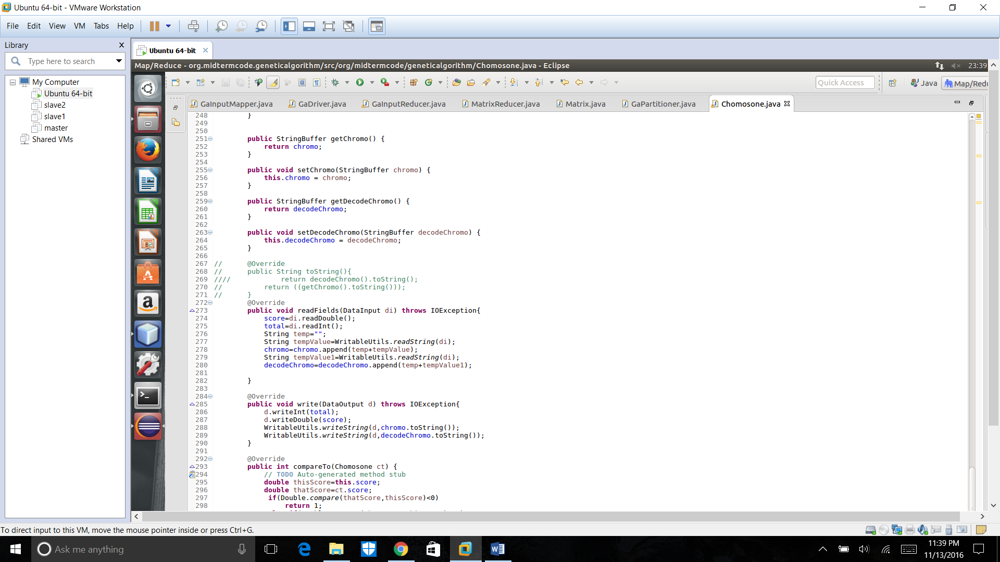 Ubuntu 64-bit - VMware Workstation
File Edit View VM Tabs Help
Library
Type here to search
My Computer
Ubuntu 64-bit
slave2
slave1
master
Shared VMs
Ubuntu 64-bit
Map/Reduce - org.midtermcode.geneticalgorithm/src/org/midtermcode/geneticalgorithm/Chomosone.java - Eclipse
23:39
Quick Access
Java
Map/Redu
GaInputMapper.java GaDriver.java GaInputReducer.java MatrixReducer.java Matrix.java GaPartitioner.java Chomosone.java
248 }
249
250
251 public StringBuffer getChromo() {
252 return chromo;
253 }
254
255 public void setChromo(StringBuffer chromo) {
256 this.chromo = chromo;
257 }
258
259 public StringBuffer getDecodeChromo() {
260 return decodeChromo;
261 }
262
263 public void setDecodeChromo(StringBuffer decodeChromo) {
264 this.decodeChromo = decodeChromo;
265 }
266
267 // @Override
268 // public String toString(){
269 //// return decodeChromo().toString();
270 // return ((getChromo().toString()));
271 // }
272 @Override
273 public void readFields(DataInput di) throws IOException{
274 score=di.readDouble();
275 total=di.readInt();
276 String temp="";
277 String tempValue=WritableUtils.readString(di);
278 chromo=chromo.append(temp+tempValue);
279 String tempValue1=WritableUtils.readString(di);
280 decodeChromo=decodeChromo.append(temp+tempValue1);
281
282 }
283
284 @Override
285 public void write(DataOutput d) throws IOException{
286 d.writeInt(total);
287 d.writeDouble(score);
288 WritableUtils.writeString(d,chromo.toString());
289 WritableUtils.writeString(d,decodeChromo.toString());
290 }
291
292 @Override
293 public int compareTo(Chomosone ct) {
294 // TODO Auto-generated method stub
295 double thisScore=this.score;
296 double thatScore=ct.score;
297 if(Double.compare(thatScore,thisScore)<0)
298 return 1;
To direct input to this VM, move the mouse pointer inside or press Ctrl+G.
Ask me anything
11:39 PM
11/13/2016